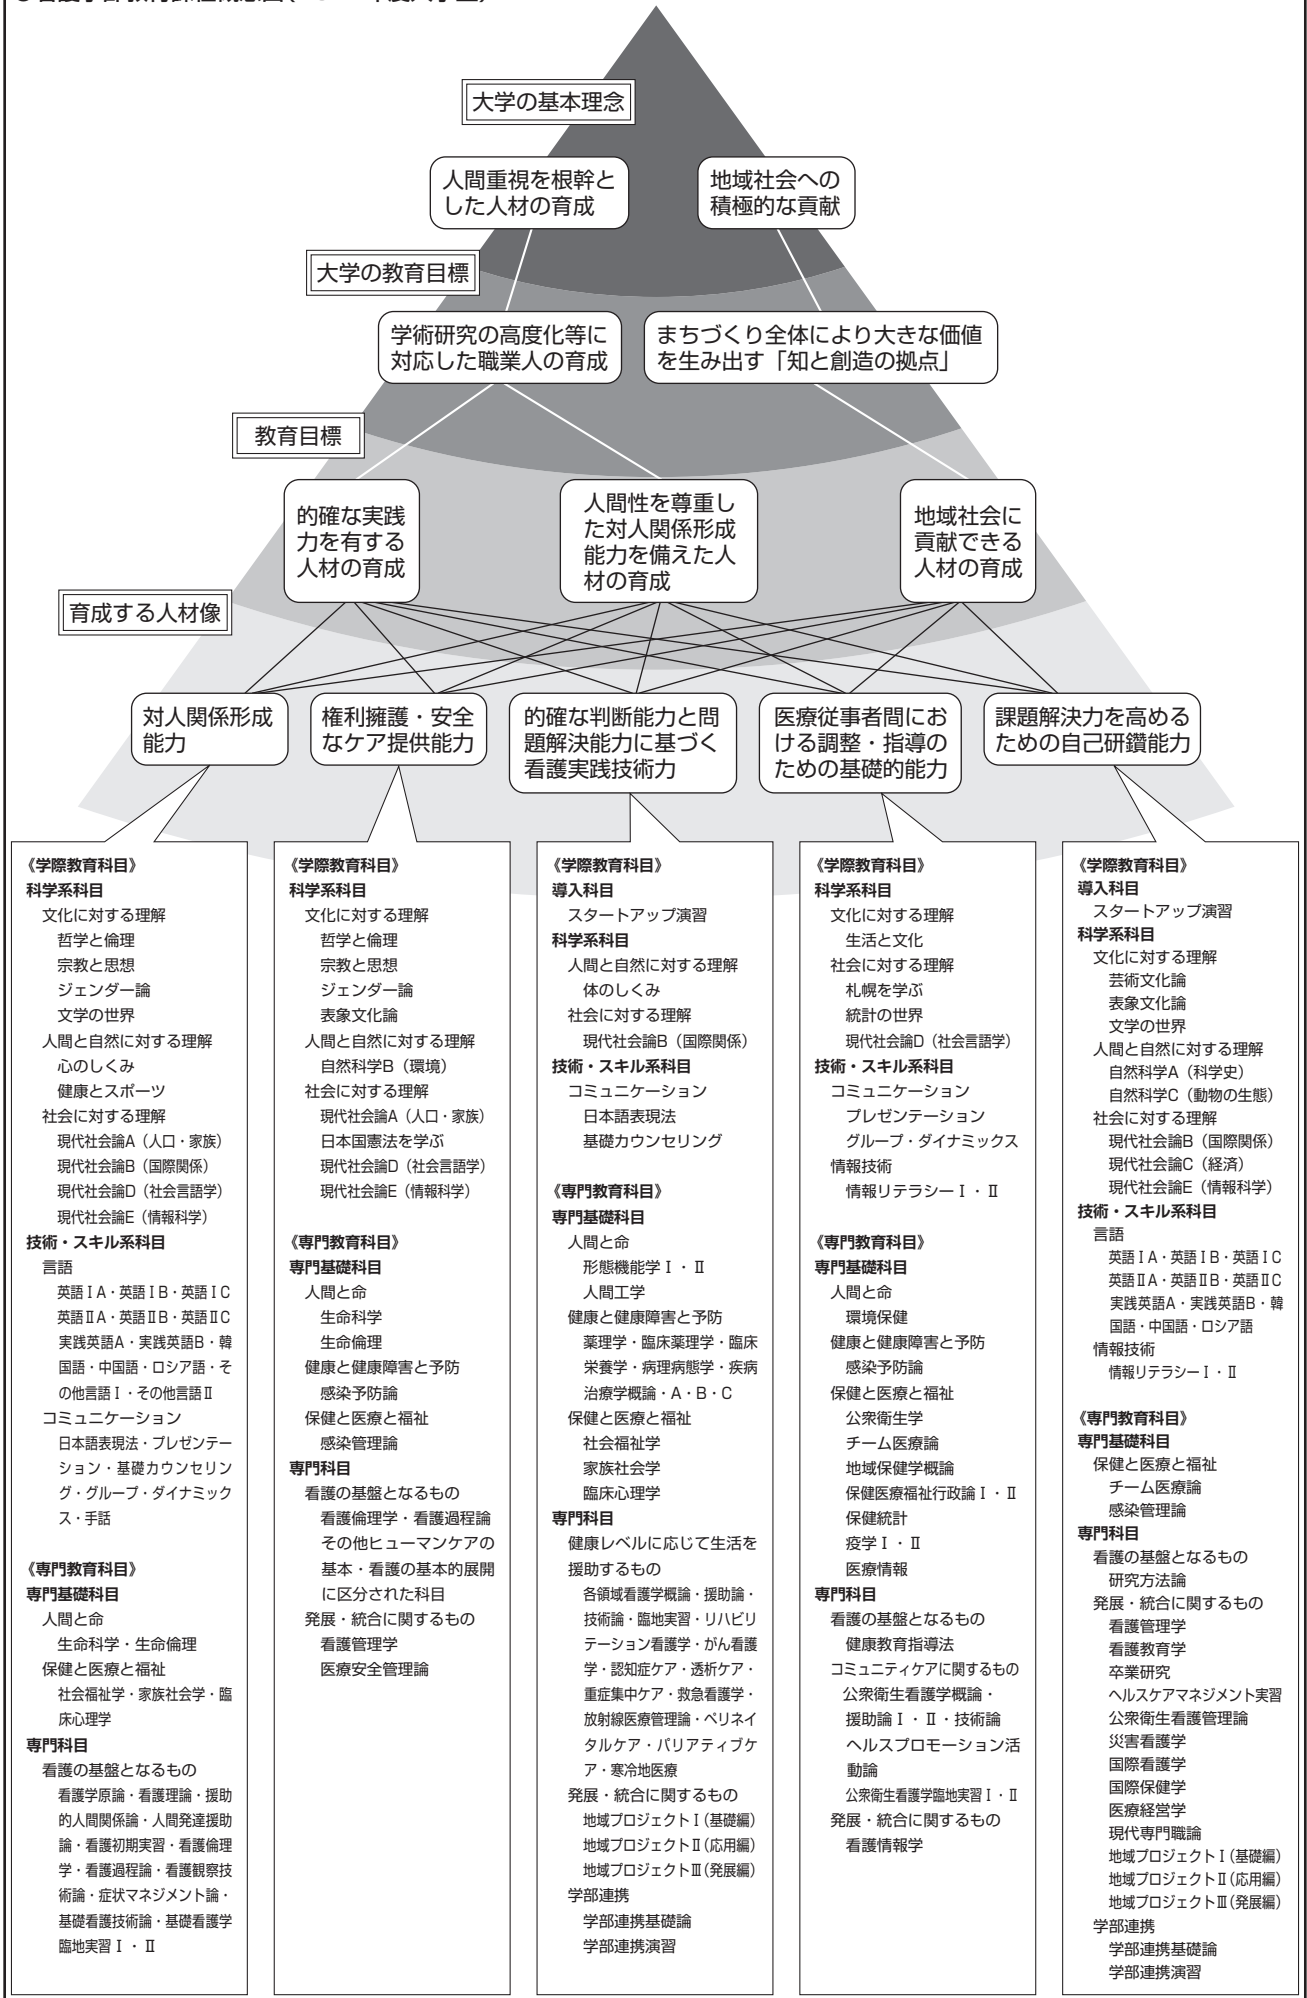 大学の基本理念
人間重視を根幹と
した人材の育成
地域社会への
積極的な貢献
大学の教育目標
学術研究の高度化等に
対応した職業人の育成
まちづくり全体により大きな価値
を生み出す「知と創造の拠点」
教育目標
的確な実践
力を有する
人材の育成
人間性を尊重し
た対人関係形成
能力を備えた人
材の育成
地域社会に
貢献できる
人材の育成
育成する人材像
対人関係形成
能力
権利擁護・安全
なケア提供能力
的確な判断能力と問
題解決能力に基づく
看護実践技術力
医療従事者間にお
ける調整・指導の
ための基礎的能力
課題解決力を高める
ための自己研鑽能力
《学際教育科目》
科学系科目
文化に対する理解
哲学と倫理
宗教と思想
ジェンダー論
文学の世界
人間と自然に対する理解
心のしくみ
健康とスポーツ
社会に対する理解
現代社会論A（人口・家族）
現代社会論B（国際関係）
現代社会論D（社会言語学）
現代社会論E（情報科学）
技術・スキル系科目
言語
英語ⅠA・英語ⅠB・英語ⅠC
英語ⅡA・英語ⅡB・英語ⅡC
実践英語A・実践英語B・韓
国語・中国語・ロシア語・そ
の他言語Ⅰ・その他言語Ⅱ
コミュニケーション
日本語表現法・プレゼンテー
ション・基礎カウンセリン
グ・グループ・ダイナミック
ス・手話
《専門教育科目》
専門基礎科目
人間と命
生命科学・生命倫理
保健と医療と福祉
社会福祉学・家族社会学・臨
床心理学
専門科目
看護の基盤となるもの
看護学原論・看護理論・援助
的人間関係論・人間発達援助
論・看護初期実習・看護倫理
学・看護過程論・看護観察技
術論・症状マネジメント論・
基礎看護技術論・基礎看護学
臨地実習Ⅰ・Ⅱ
《学際教育科目》
科学系科目
文化に対する理解
哲学と倫理
宗教と思想
ジェンダー論
表象文化論
人間と自然に対する理解
自然科学B（環境）
社会に対する理解
現代社会論A（人口・家族）
日本国憲法を学ぶ
現代社会論D（社会言語学）
現代社会論E（情報科学）
《専門教育科目》
専門基礎科目
人間と命
生命科学
生命倫理
健康と健康障害と予防
感染予防論
保健と医療と福祉
感染管理論
専門科目
看護の基盤となるもの
看護倫理学・看護過程論
その他ヒューマンケアの
基本・看護の基本的展開
に区分された科目
発展・統合に関するもの
看護管理学
医療安全管理論
《学際教育科目》
導入科目
スタートアップ演習
科学系科目
人間と自然に対する理解
体のしくみ
社会に対する理解
現代社会論B（国際関係）
技術・スキル系科目
コミュニケーション
日本語表現法
基礎カウンセリング
《専門教育科目》
専門基礎科目
人間と命
形態機能学Ⅰ・Ⅱ
人間工学
健康と健康障害と予防
薬理学・臨床薬理学・臨床
栄養学・病理病態学・疾病
治療学概論・A・B・C
保健と医療と福祉
社会福祉学
家族社会学
臨床心理学
専門科目
健康レベルに応じて生活を
援助するもの
各領域看護学概論・援助論・
技術論・臨地実習・リハビリ
テーション看護学・がん看護
学・認知症ケア・透析ケア・
重症集中ケア・救急看護学・
放射線医療管理論・ペリネイ
タルケア・パリアティブケ
ア・寒冷地医療
発展・統合に関するもの
地域プロジェクトⅠ(基礎編)
地域プロジェクトⅡ(応用編)
地域プロジェクトⅢ(発展編)
学部連携
学部連携基礎論
学部連携演習
《学際教育科目》
科学系科目
文化に対する理解
生活と文化
社会に対する理解
札幌を学ぶ
統計の世界
現代社会論D（社会言語学）
技術・スキル系科目
コミュニケーション
プレゼンテーション
グループ・ダイナミックス
情報技術
情報リテラシーⅠ・Ⅱ
《専門教育科目》
専門基礎科目
人間と命
環境保健
健康と健康障害と予防
感染予防論
保健と医療と福祉
公衆衛生学
チーム医療論
地域保健学概論
保健医療福祉行政論Ⅰ・Ⅱ
保健統計
疫学Ⅰ・Ⅱ
医療情報
専門科目
看護の基盤となるもの
健康教育指導法
コミュニティケアに関するもの
公衆衛生看護学概論・
援助論Ⅰ・Ⅱ・技術論
ヘルスプロモーション活
動論
公衆衛生看護学臨地実習Ⅰ・Ⅱ
発展・統合に関するもの
看護情報学
《学際教育科目》
導入科目
スタートアップ演習
科学系科目
文化に対する理解
芸術文化論
表象文化論
文学の世界
人間と自然に対する理解
自然科学A（科学史）
自然科学C（動物の生態）
社会に対する理解
現代社会論B（国際関係）
現代社会論C（経済）
現代社会論E（情報科学）
技術・スキル系科目
言語
英語ⅠA・英語ⅠB・英語ⅠC
英語ⅡA・英語ⅡB・英語ⅡC
実践英語A・実践英語B・韓
国語・中国語・ロシア語
情報技術
情報リテラシーⅠ・Ⅱ
《専門教育科目》
専門基礎科目
保健と医療と福祉
チーム医療論
感染管理論
専門科目
看護の基盤となるもの
研究方法論
発展・統合に関するもの
看護管理学
看護教育学
卒業研究
ヘルスケアマネジメント実習
公衆衛生看護管理論
災害看護学
国際看護学
国際保健学
医療経営学
現代専門職論
地域プロジェクトⅠ(基礎編)
地域プロジェクトⅡ(応用編)
地域プロジェクトⅢ(発展編)
学部連携
学部連携基礎論
学部連携演習